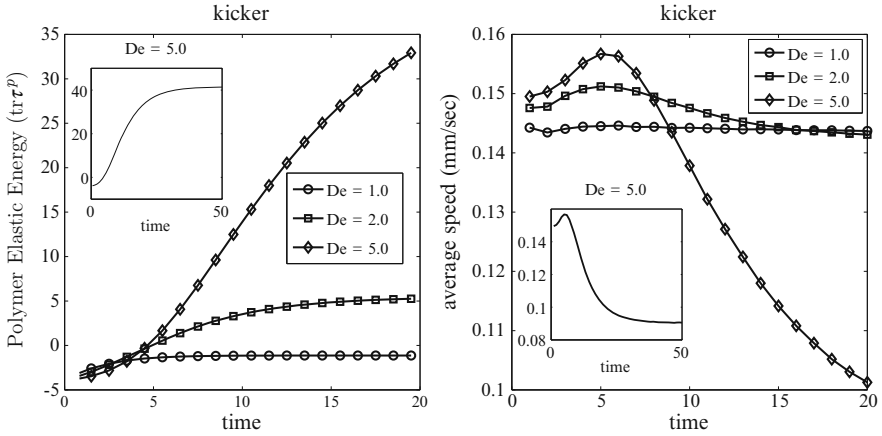 kicker
Polymer Elastic Energy (trτᵖ)
35
30
25
20
15
10
5
0
-5
0
5
10
15
20
time
De = 5.0
40
20
0
0
50
time
De = 1.0
De = 2.0
De = 5.0
kicker
average speed (mm/sec)
0.16
0.15
0.14
0.13
0.12
0.11
0.1
0
5
10
15
20
time
De = 1.0
De = 2.0
De = 5.0
De = 5.0
0.14
0.12
0.1
0.08
0
50
time